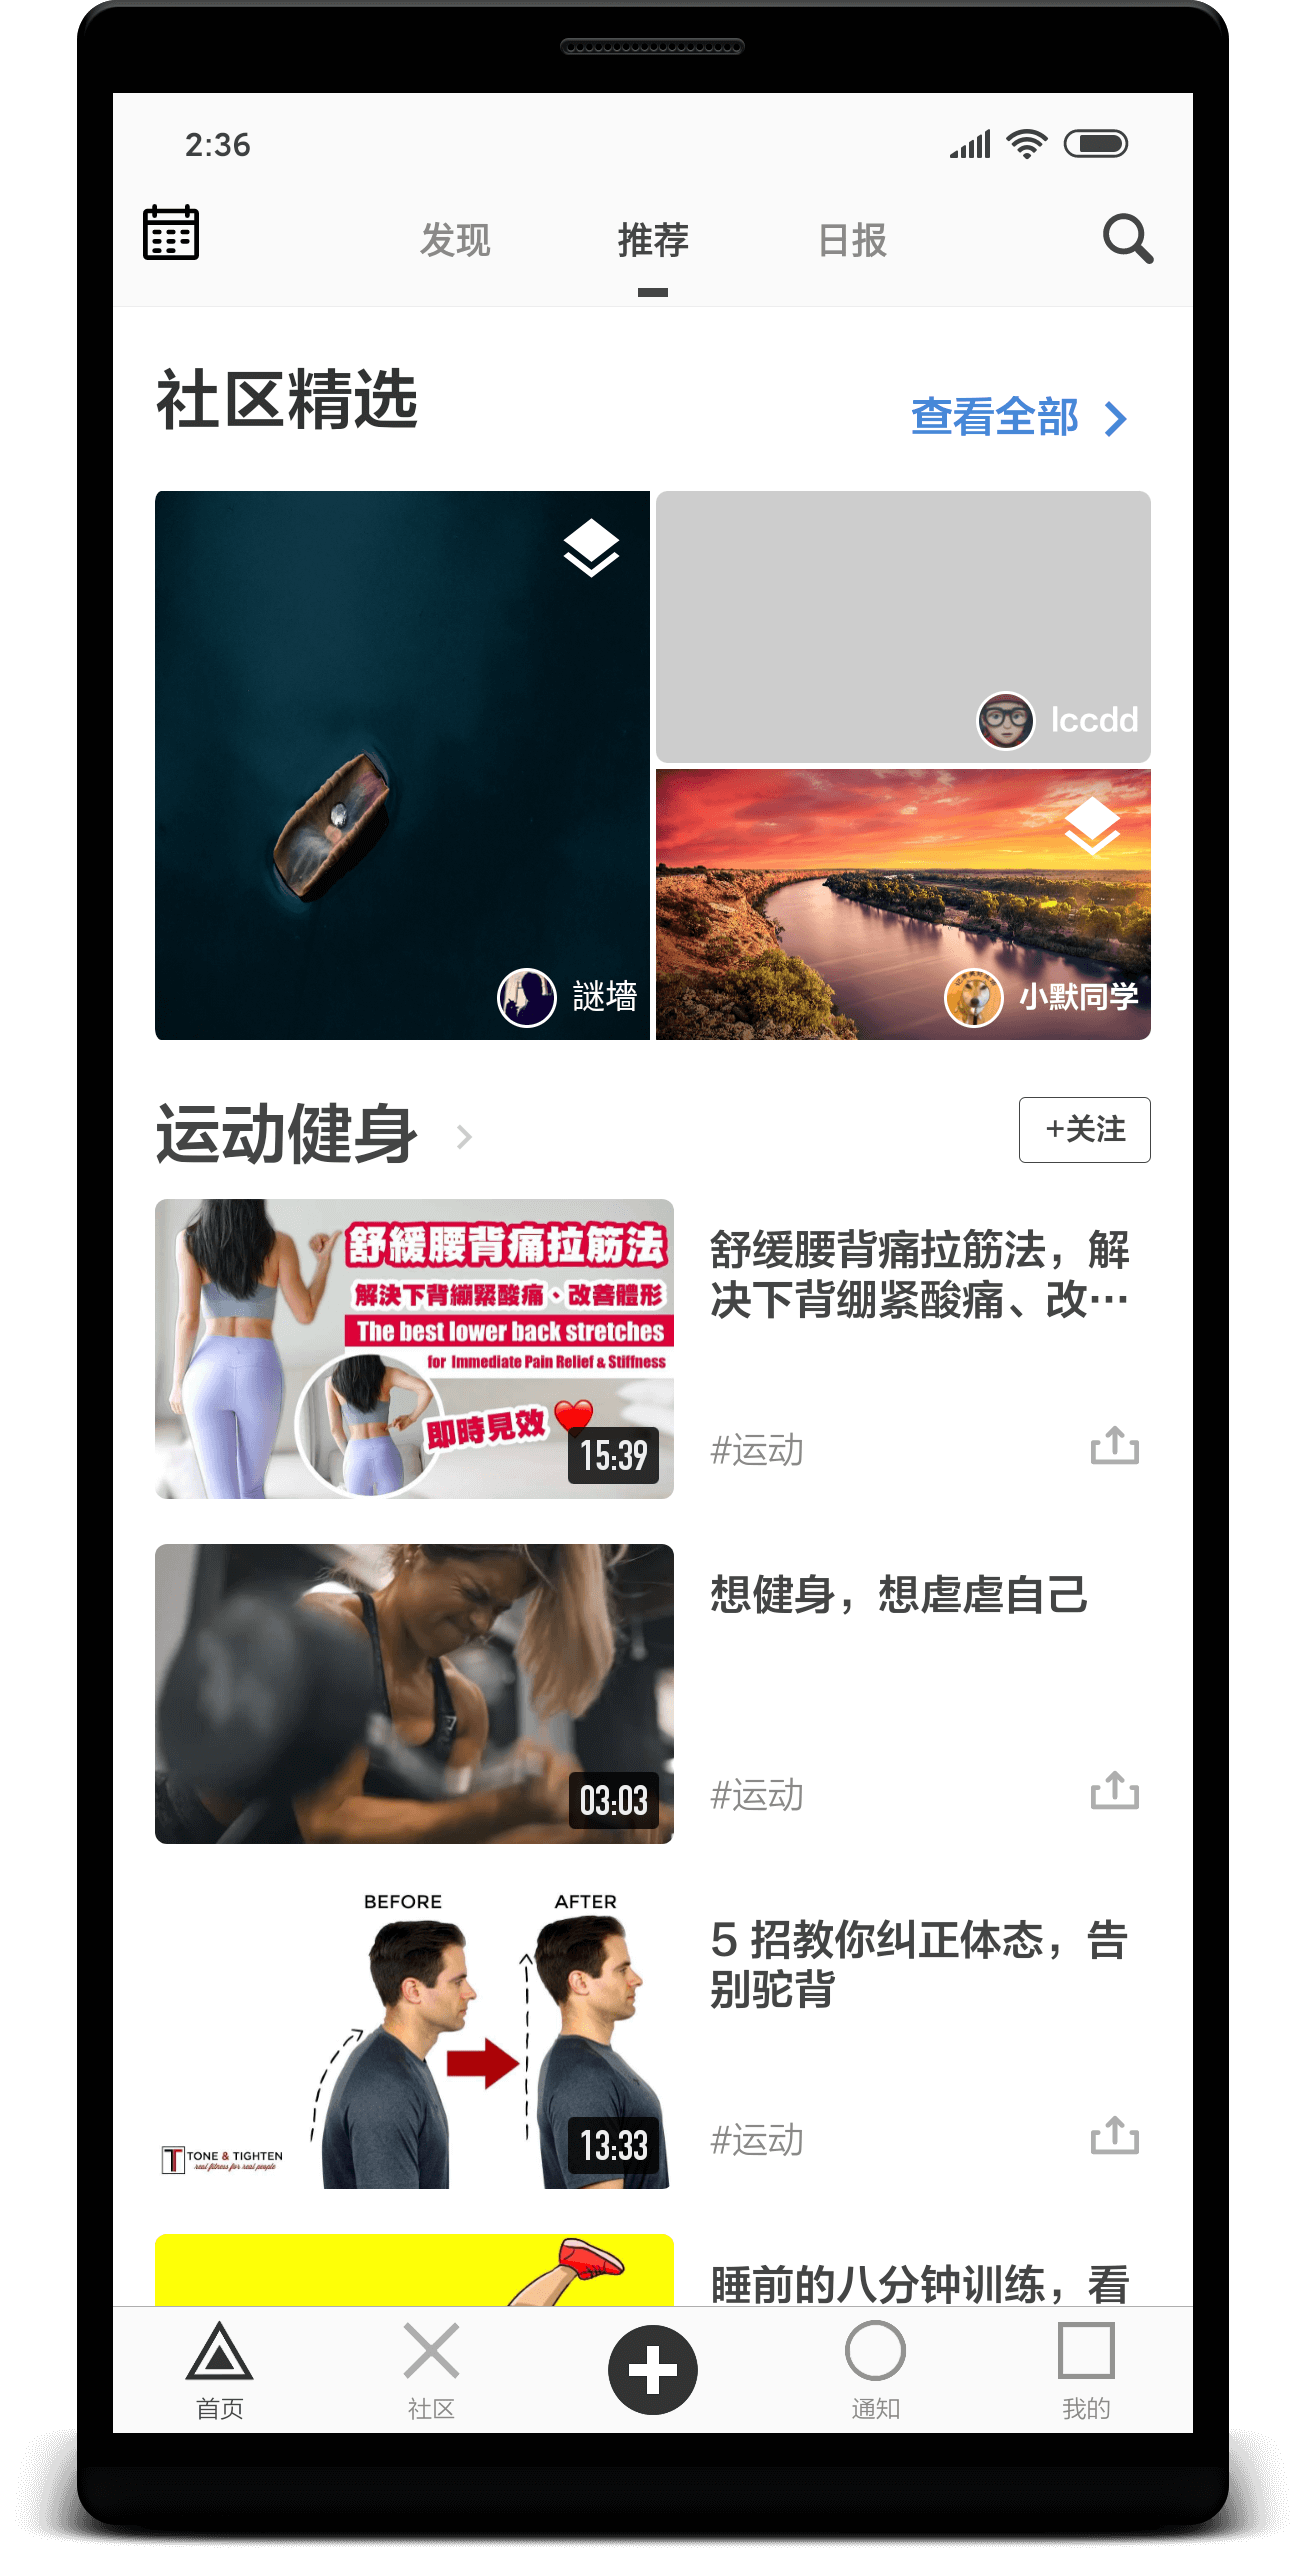 2:36
发现
推荐
日报
社区精选
查看全部
lccdd
謎墻
小默同学
运动健身
+关注
舒緩腰背痛拉筋法
解決下背繃緊酸痛、改善體形
The best lower back stretches
for Immediate Pain Relief & Stiffness
即時見效
15:39
舒缓腰背痛拉筋法，解
决下背绷紧酸痛、改…
#运动
03:03
想健身，想虐虐自己
#运动
BEFORE
AFTER
TONE & TIGHTEN
real fitness for real people
13:33
5 招教你纠正体态，告
别驼背
#运动
睡前的八分钟训练，看
首页
社区
通知
我的